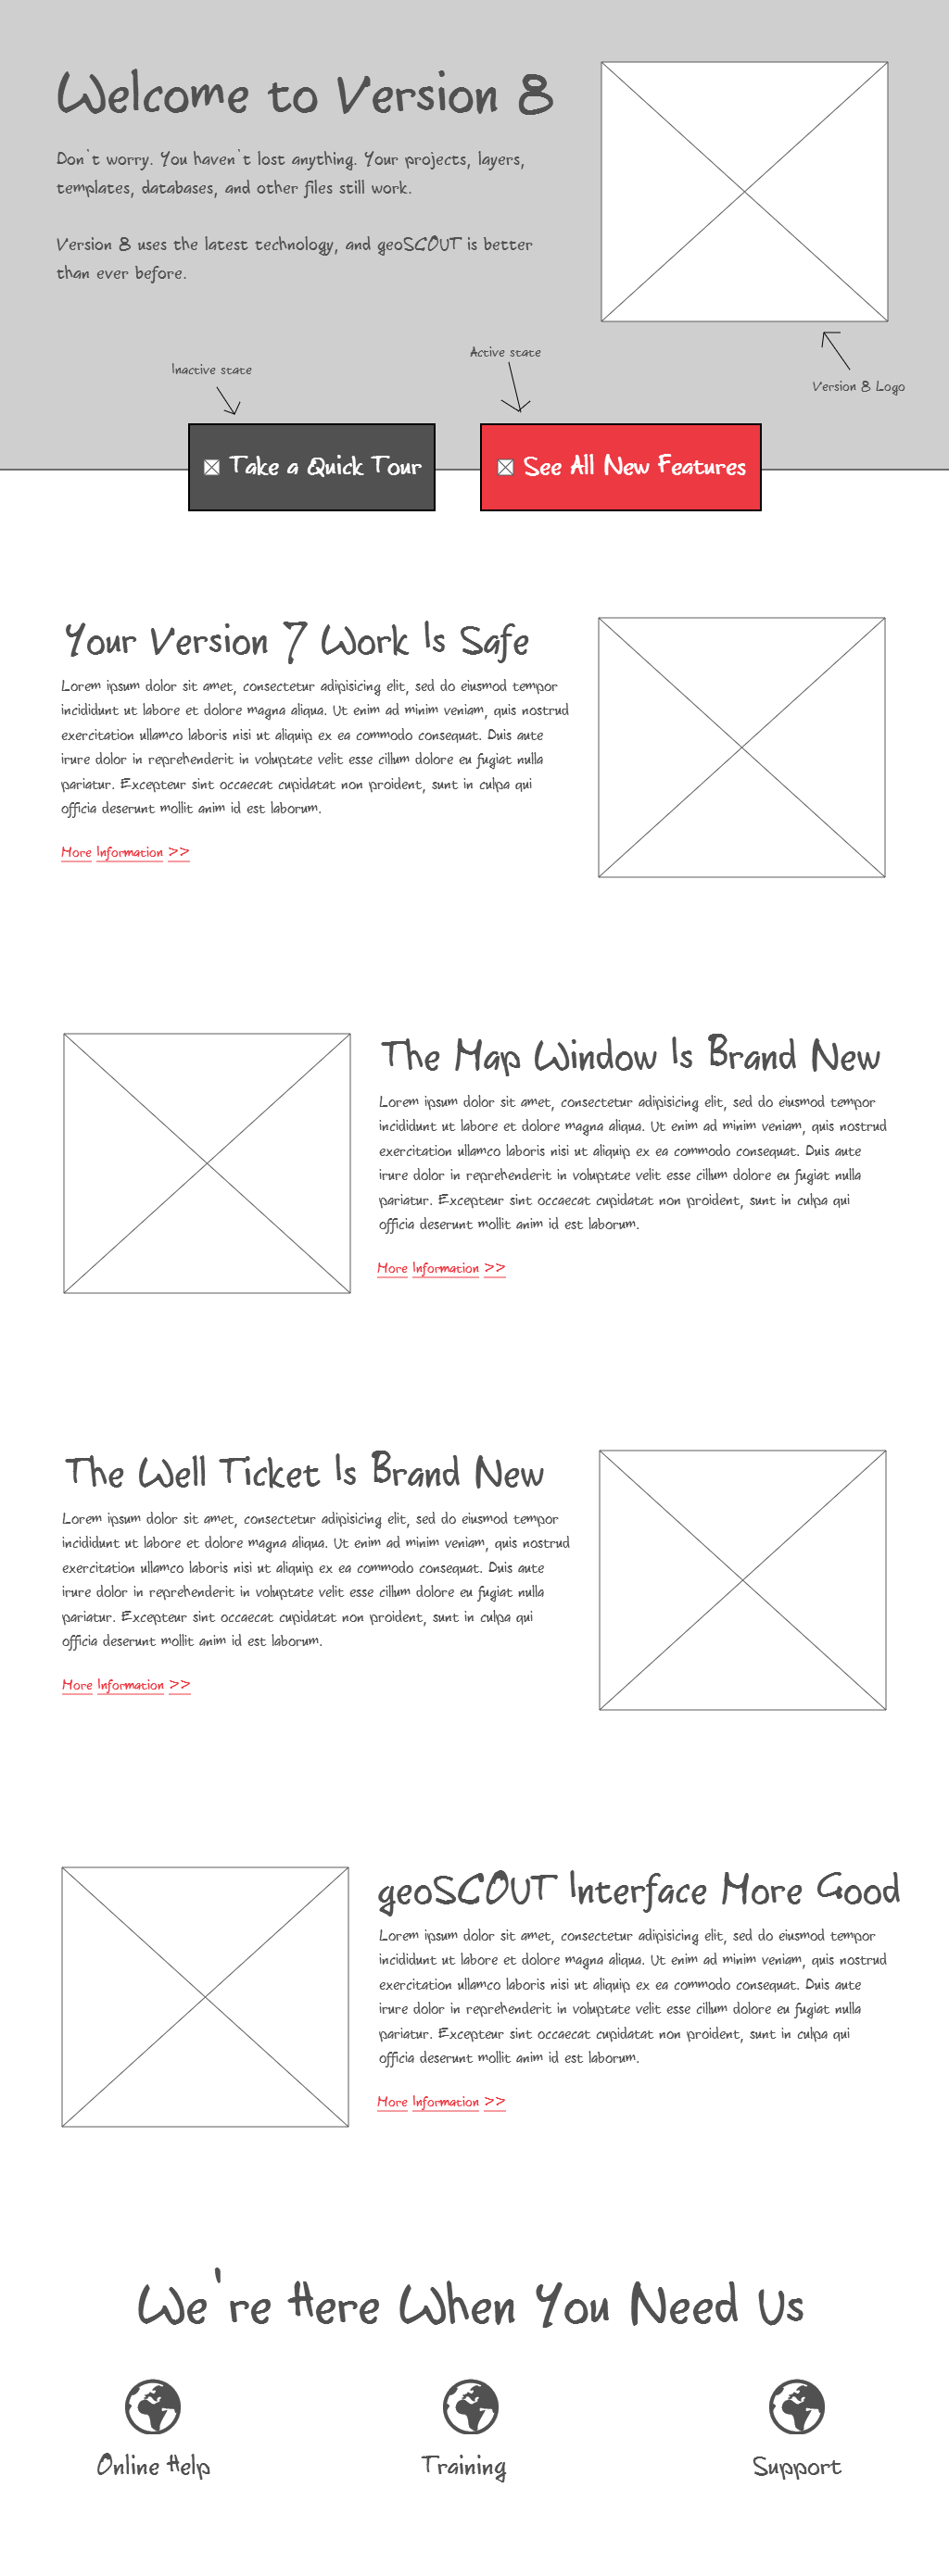 Welcome to Version 8
Don't worry. You haven't lost anything. Your projects, layers,
templates, databases, and other files still work.
Version 8 uses the latest technology, and geoSCOUT is better
than ever before.
Active state
Inactive state
Version 8 Logo
Take a Quick Tour
See All New Features
Your Version 7 Work Is Safe
Lorem ipsum dolor sit amet, consectetur adipisicing elit, sed do eiusmod tempor
incididunt ut labore et dolore magna aliqua. Ut enim ad minim veniam, quis nostrud
exercitation ullamco laboris nisi ut aliquip ex ea commodo consequat. Duis aute
irure dolor in reprehenderit in voluptate velit esse cillum dolore eu fugiat nulla
pariatur. Excepteur sint occaecat cupidatat non proident, sunt in culpa qui
officia deserunt mollit anim id est laborum.
More Information >>
The Map Window Is Brand New
Lorem ipsum dolor sit amet, consectetur adipisicing elit, sed do eiusmod tempor
incididunt ut labore et dolore magna aliqua. Ut enim ad minim veniam, quis nostrud
exercitation ullamco laboris nisi ut aliquip ex ea commodo consequat. Duis aute
irure dolor in reprehenderit in voluptate velit esse cillum dolore eu fugiat nulla
pariatur. Excepteur sint occaecat cupidatat non proident, sunt in culpa qui
officia deserunt mollit anim id est laborum.
More Information >>
The Well Ticket Is Brand New
Lorem ipsum dolor sit amet, consectetur adipisicing elit, sed do eiusmod tempor
incididunt ut labore et dolore magna aliqua. Ut enim ad minim veniam, quis nostrud
exercitation ullamco laboris nisi ut aliquip ex ea commodo consequat. Duis aute
irure dolor in reprehenderit in voluptate velit esse cillum dolore eu fugiat nulla
pariatur. Excepteur sint occaecat cupidatat non proident, sunt in culpa qui
officia deserunt mollit anim id est laborum.
More Information >>
geoSCOUT Interface More Good
Lorem ipsum dolor sit amet, consectetur adipisicing elit, sed do eiusmod tempor
incididunt ut labore et dolore magna aliqua. Ut enim ad minim veniam, quis nostrud
exercitation ullamco laboris nisi ut aliquip ex ea commodo consequat. Duis aute
irure dolor in reprehenderit in voluptate velit esse cillum dolore eu fugiat nulla
pariatur. Excepteur sint occaecat cupidatat non proident, sunt in culpa qui
officia deserunt mollit anim id est laborum.
More Information >>
We're Here When You Need Us
Online Help
Training
Support